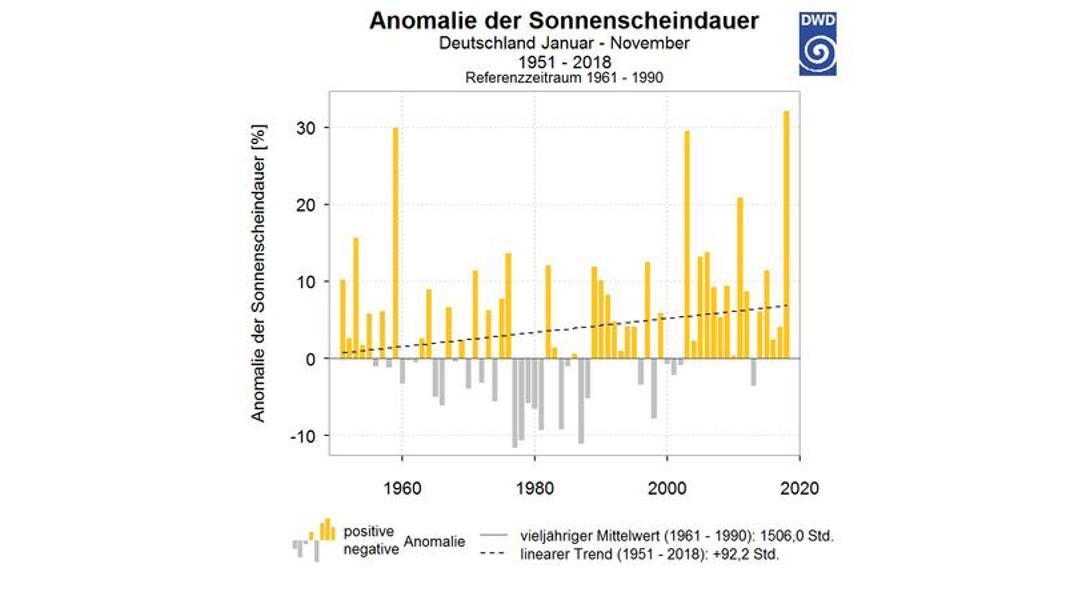 Anomalie der Sonnenscheindauer
DWD
Deutschland Januar - November
1951 - 2018
Referenzzeitraum 1961 - 1990
Anomalie der Sonnenscheindauer [%]
30
20
10
0
-10
1960 1980 2000 2020
positive
negative
Anomalie
vieljähriger Mittelwert (1961 - 1990): 1506,0 Std.
linearer Trend (1951 - 2018): +92,2 Std.